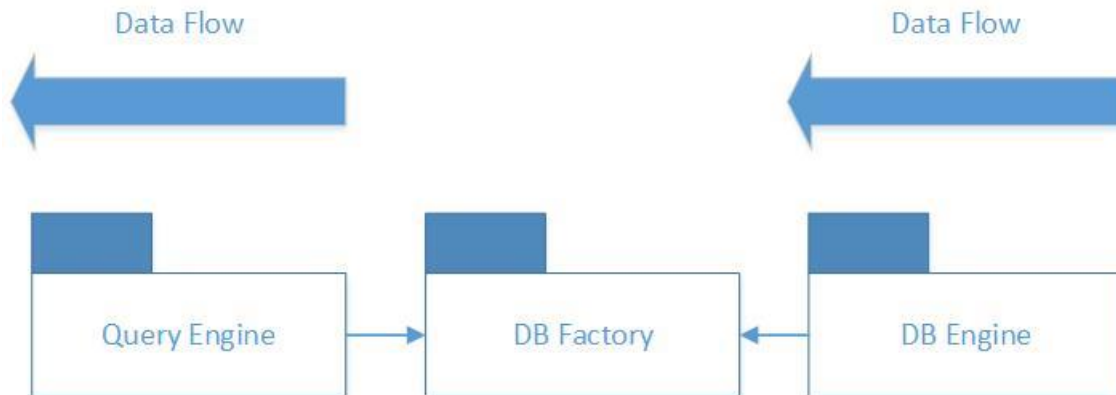 Data Flow
Data Flow
Query Engine
DB Factory
DB Engine